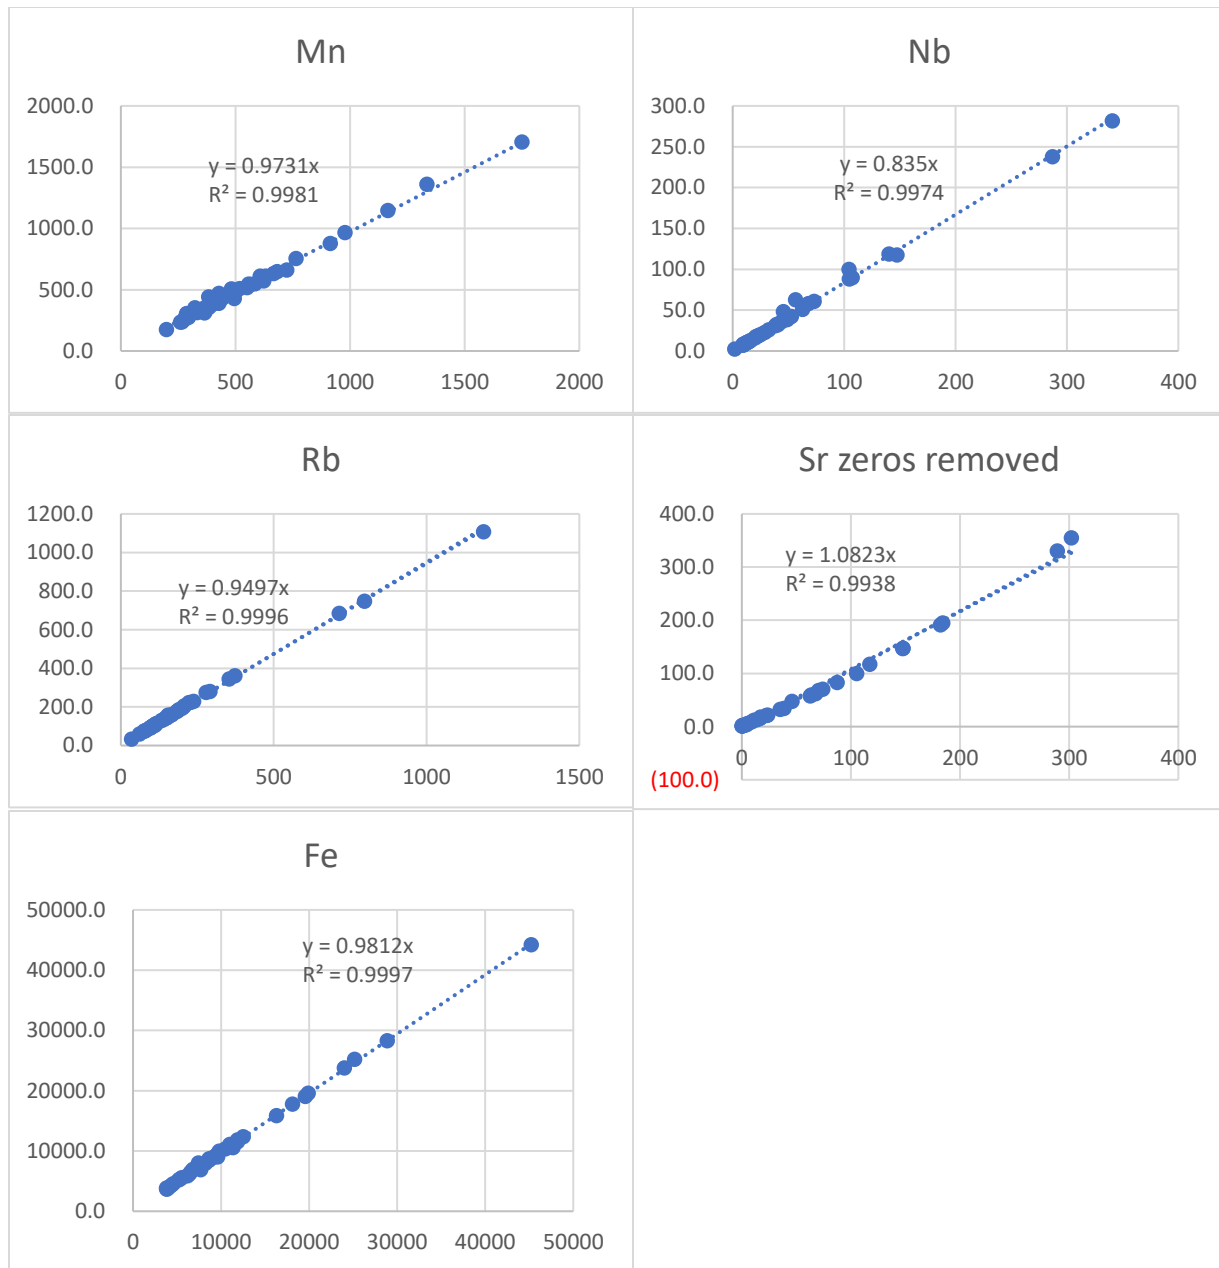 Mn
2000.0
1500.0
1000.0
500.0
0.0
y = 0.9731x
R² = 0.9981
0 500 1000 1500 2000
Nb
300.0
250.0
200.0
150.0
100.0
50.0
0.0
y = 0.835x
R² = 0.9974
0 100 200 300 400
Rb
1200.0
1000.0
800.0
600.0
400.0
200.0
0.0
y = 0.9497x
R² = 0.9996
0 500 1000 1500
Sr zeros removed
400.0
300.0
200.0
100.0
0.0
(100.0)
y = 1.0823x
R² = 0.9938
0 100 200 300 400
Fe
50000.0
40000.0
30000.0
20000.0
10000.0
0.0
y = 0.9812x
R² = 0.9997
0 10000 20000 30000 40000 50000